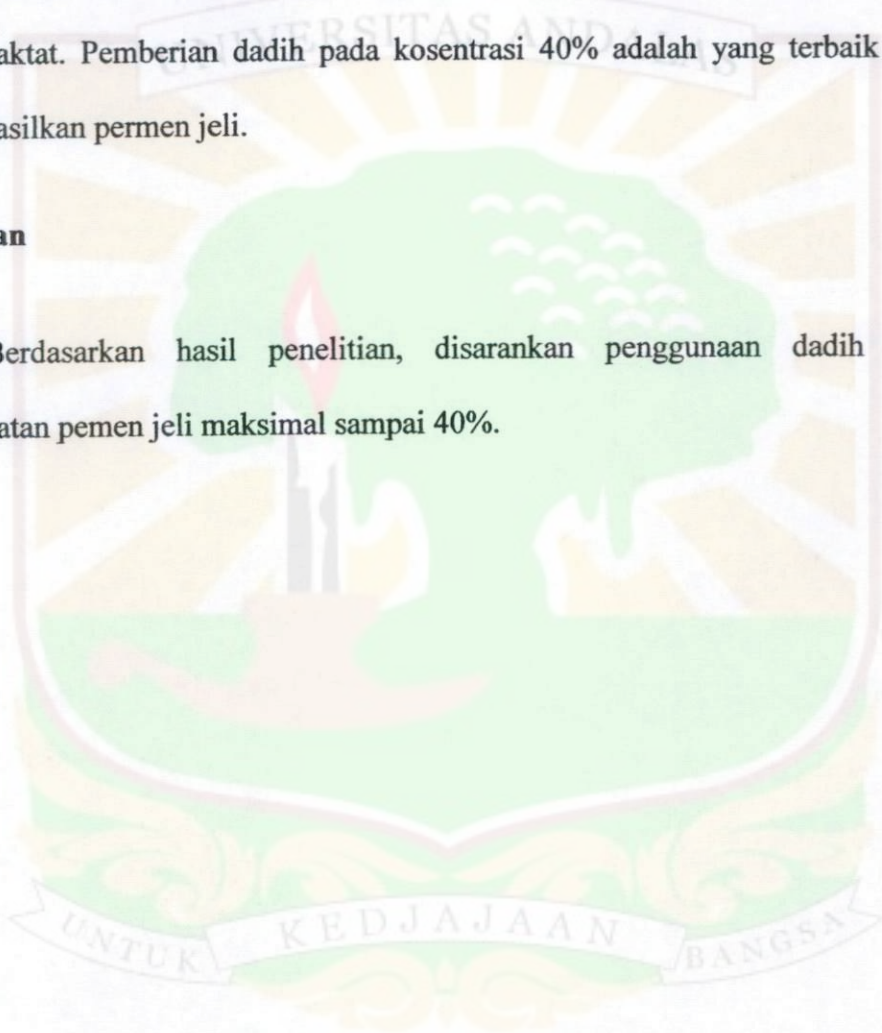 UNIVERSITAS ANDALAS
aktat. Pemberian dadih pada kosentrasi 40% adalah yang terbaik
asilkan permen jeli.
an
Berdasarkan hasil penelitian, disarankan penggunaan dadih
atan pemen jeli maksimal sampai 40%.
UNTUK KEDJAJAAN BANGSA